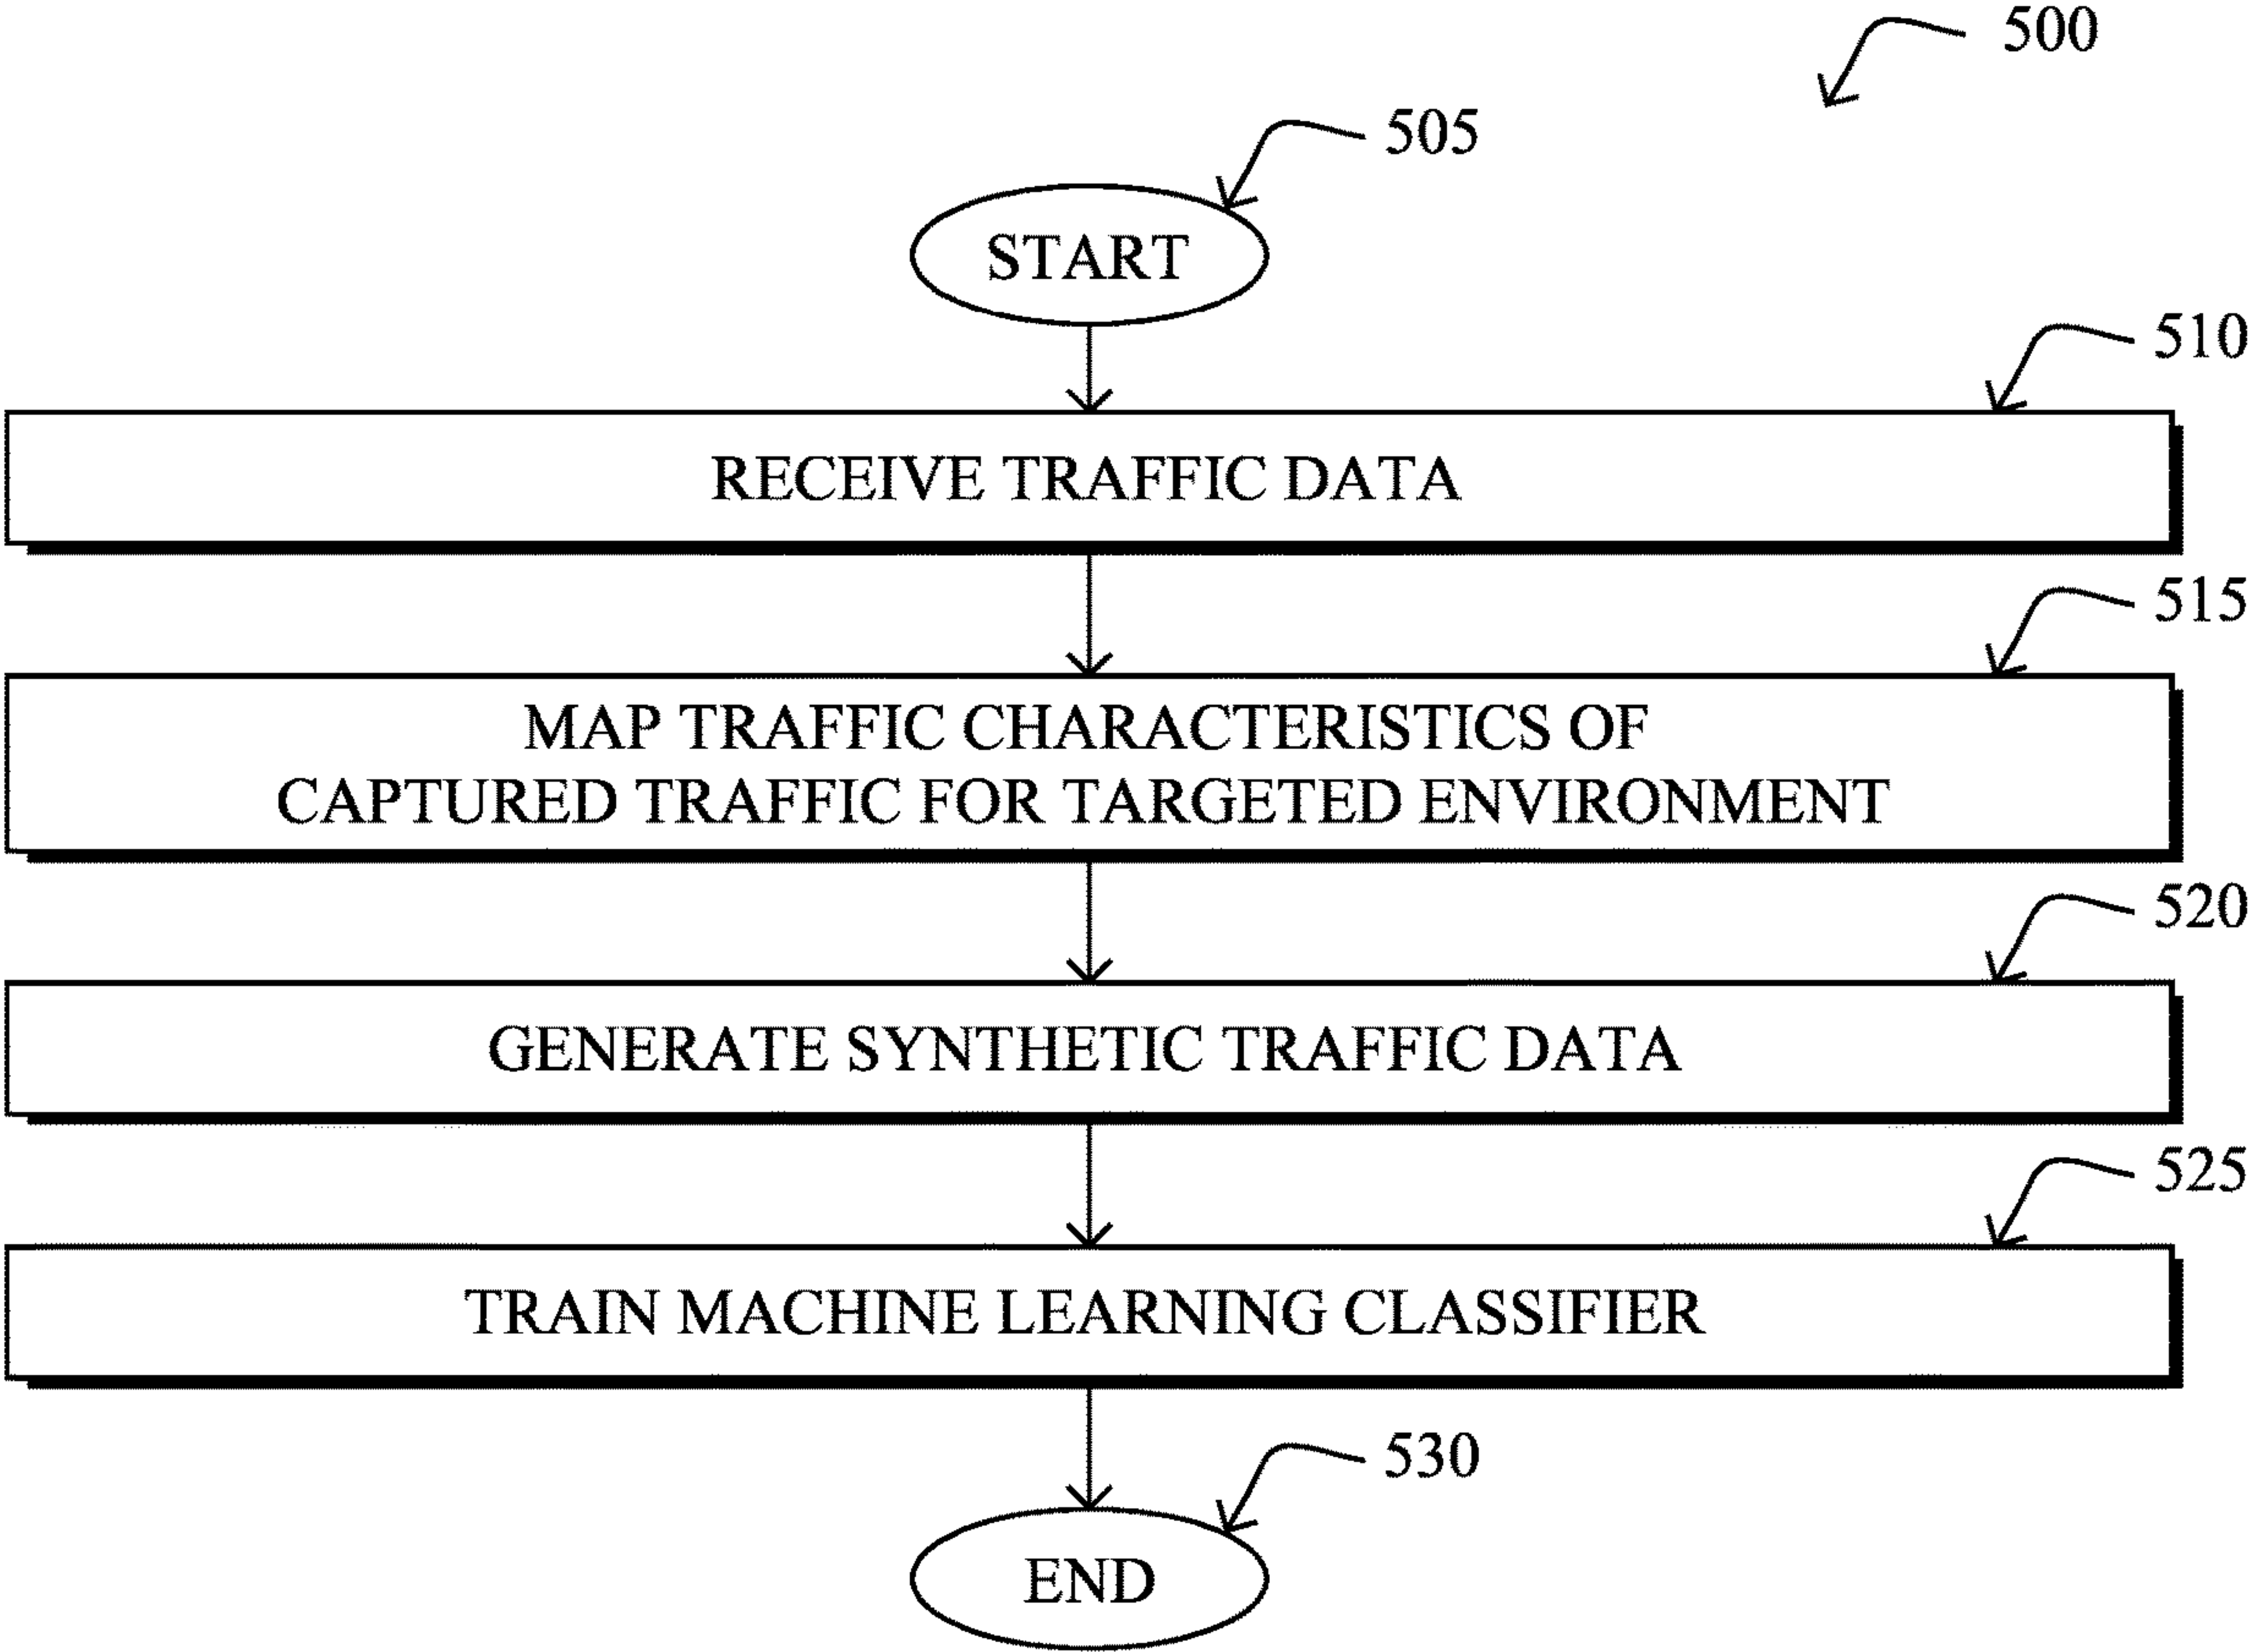 500
505
START
510
RECEIVE TRAFFIC DATA
515
MAP TRAFFIC CHARACTERISTICS OF
CAPTURED TRAFFIC FOR TARGETED ENVIRONMENT
520
GENERATE SYNTHETIC TRAFFIC DATA
525
TRAIN MACHINE LEARNING CLASSIFIER
530
END